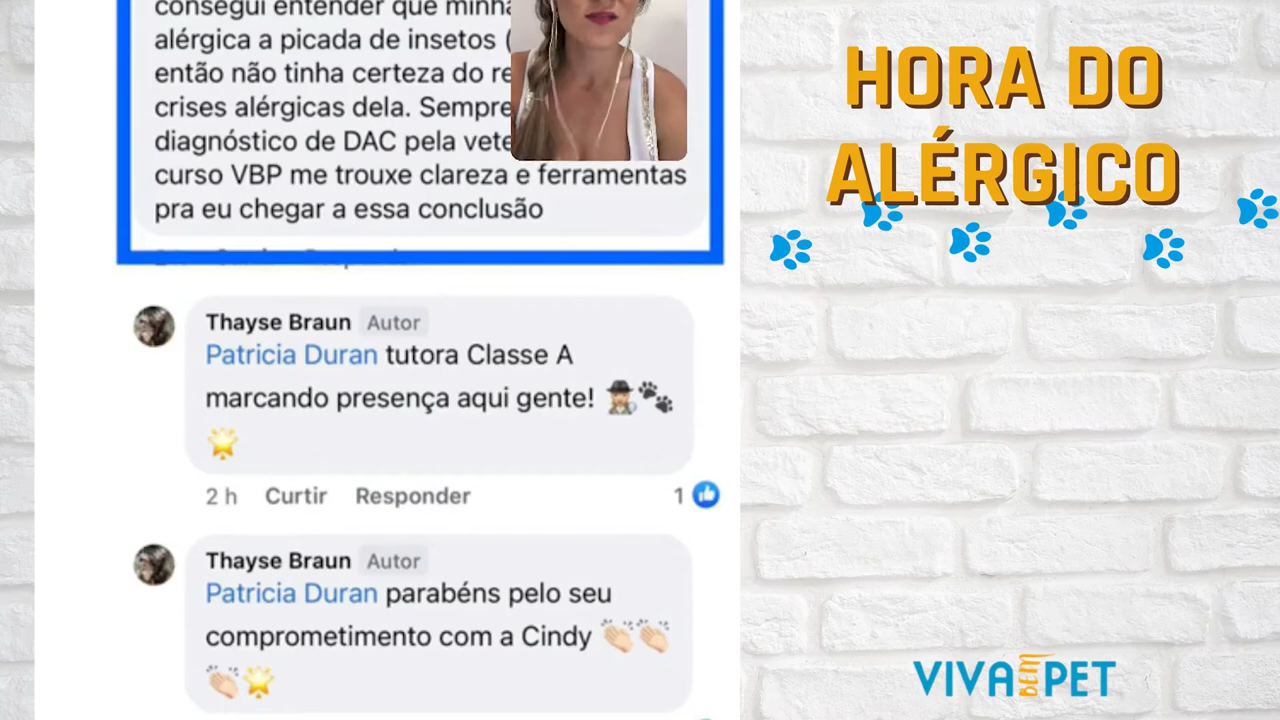 consegui entender que minha
alérgica a picada de insetos (
então não tinha certeza do re
crises alérgicas dela. Sempre
diagnóstico de DAC pela vete
curso VBP me trouxe clareza e ferramentas
pra eu chegar a essa conclusão
Thayse Braun Autor
Patricia Duran tutora Classe A
marcando presença aqui gente!
2 h Curtir Responder 1
Thayse Braun Autor
Patricia Duran parabéns pelo seu
comprometimento com a Cindy
HORA DO
ALÉRGICO
VIVA BEM PET